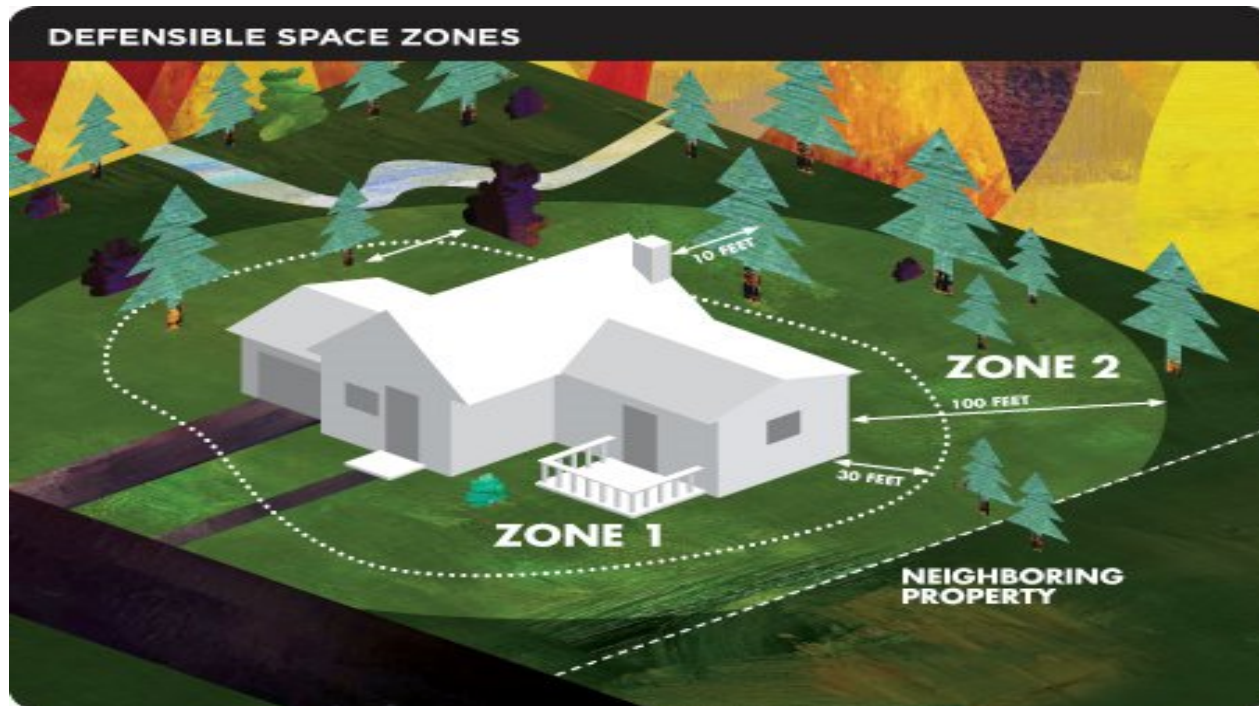 DEFENSIBLE SPACE ZONES
10 FEET
ZONE 2
100 FEET
30 FEET
ZONE 1
NEIGHBORING
PROPERTY